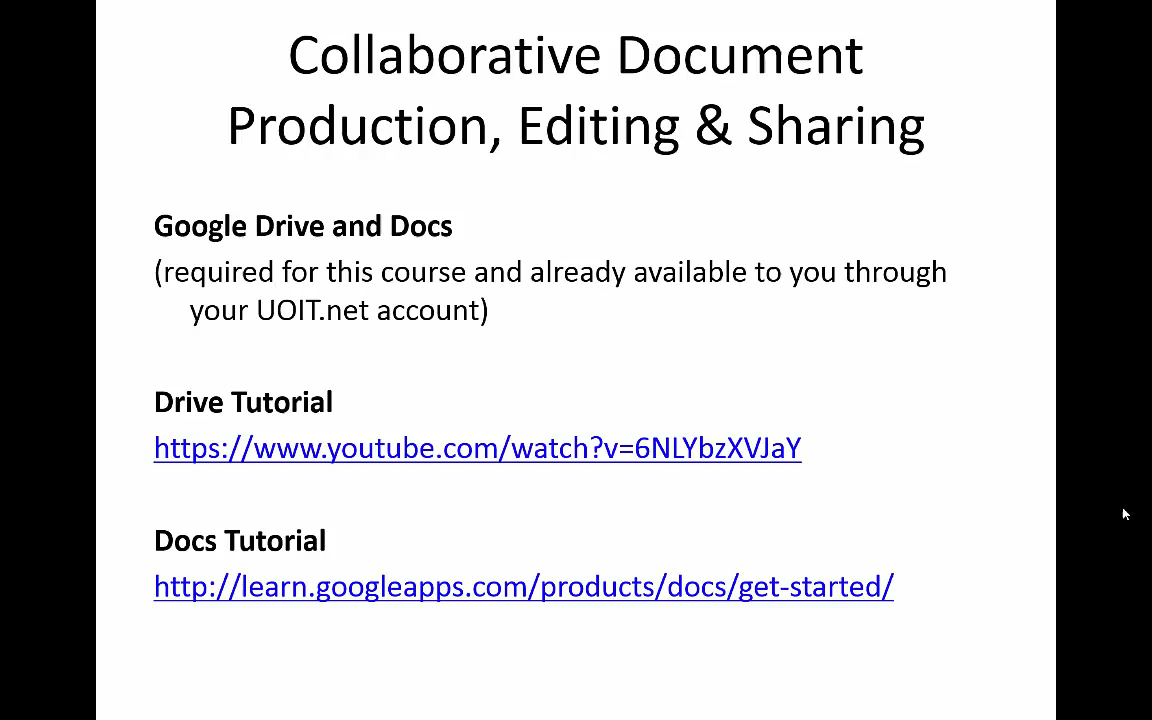 Collaborative Document
Production, Editing & Sharing
Google Drive and Docs
(required for this course and already available to you through
your UOIT.net account)
Drive Tutorial
https://www.youtube.com/watch?v=6NLYbzXVJaY
Docs Tutorial
http://learn.googleapps.com/products/docs/get-started/